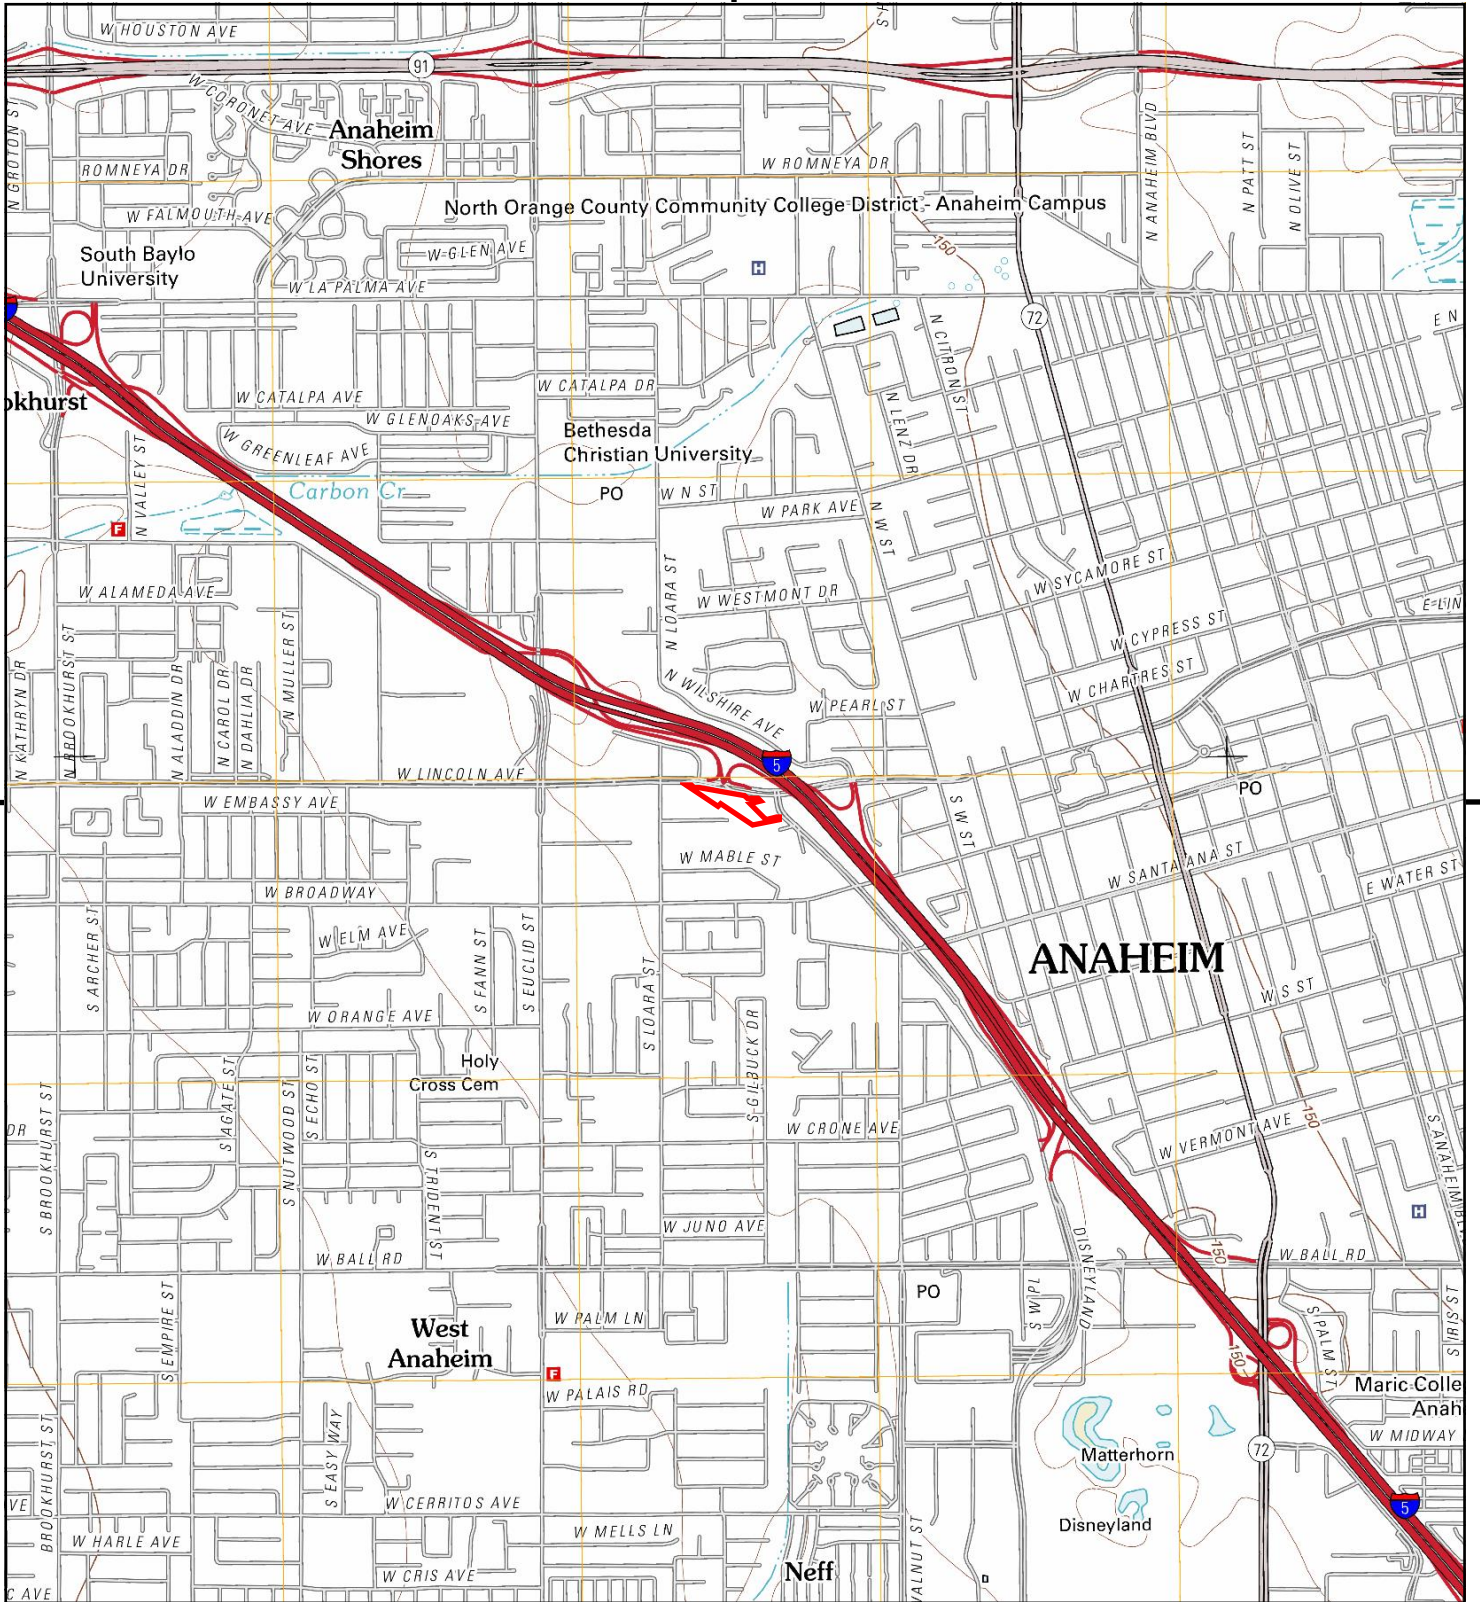 W HOUSTON AVE
S H
91
W CORONET AVE
Anaheim
Shores
N GROTON ST
ROMNEYA DR
W ROMNEYA DR
N ANAHEIM BLVD
N PATT ST
N OLIVE ST
W FALMOUTH AVE
North Orange County Community College District - Anaheim Campus
South Baylo
University
W GLEN AVE
150
H
W LA PALMA AVE
72
E N
N CITRON ST
okhurst
W CATALPA AVE
W CATALPA DR
W GLENOAKS AVE
N LENZ DR
W GREENLEAF AVE
Bethesda
Christian University
N VALLEY ST
Carbon Cr
PO
W N ST
W PARK AVE
N W ST
F
W SYCAMORE ST
W ALAMEDA AVE
W WESTMONT DR
N LOARA ST
E LIN
W CYPRESS ST
N MULLER ST
N BROOKHURST ST
N KATHRYN DR
N ALADDIN DR
N CAROL DR
N DAHLIA DR
W CHARTRES ST
N WILSHIRE AVE
W PEARL ST
5
W LINCOLN AVE
PO
W EMBASSY AVE
S W ST
W MABLE ST
W SANTA ANA ST
E WATER ST
W BROADWAY
S ARCHER ST
W ELM AVE
S FANN ST
S EUCLID ST
ANAHEIM
S LOARA ST
W S ST
W ORANGE AVE
S GILBUCK DR
Holy
Cross Cem
S AGATE ST
S ECHO ST
S NUTWOOD ST
S BROOKHURST ST
DR
W CRONE AVE
150
W VERMONT AVE
S ANAHEIM BLV
S TRIDENT ST
H
W JUNO AVE
DISNEYLAND
150
W BALL RD
W BALL RD
S EMPIRE ST
PO
S W PL
S IRIS ST
W PALM LN
S PALM ST
West
Anaheim
150
F
W PALAIS RD
Maric Colle
Anah
BROOKHURST ST
S EASY WAY
W MIDWAY
72
Matterhorn
VE
W CERRITOS AVE
5
Disneyland
W HARLE AVE
W MELLS LN
ALNUT ST
W CRIS AVE
Neff
C AVE